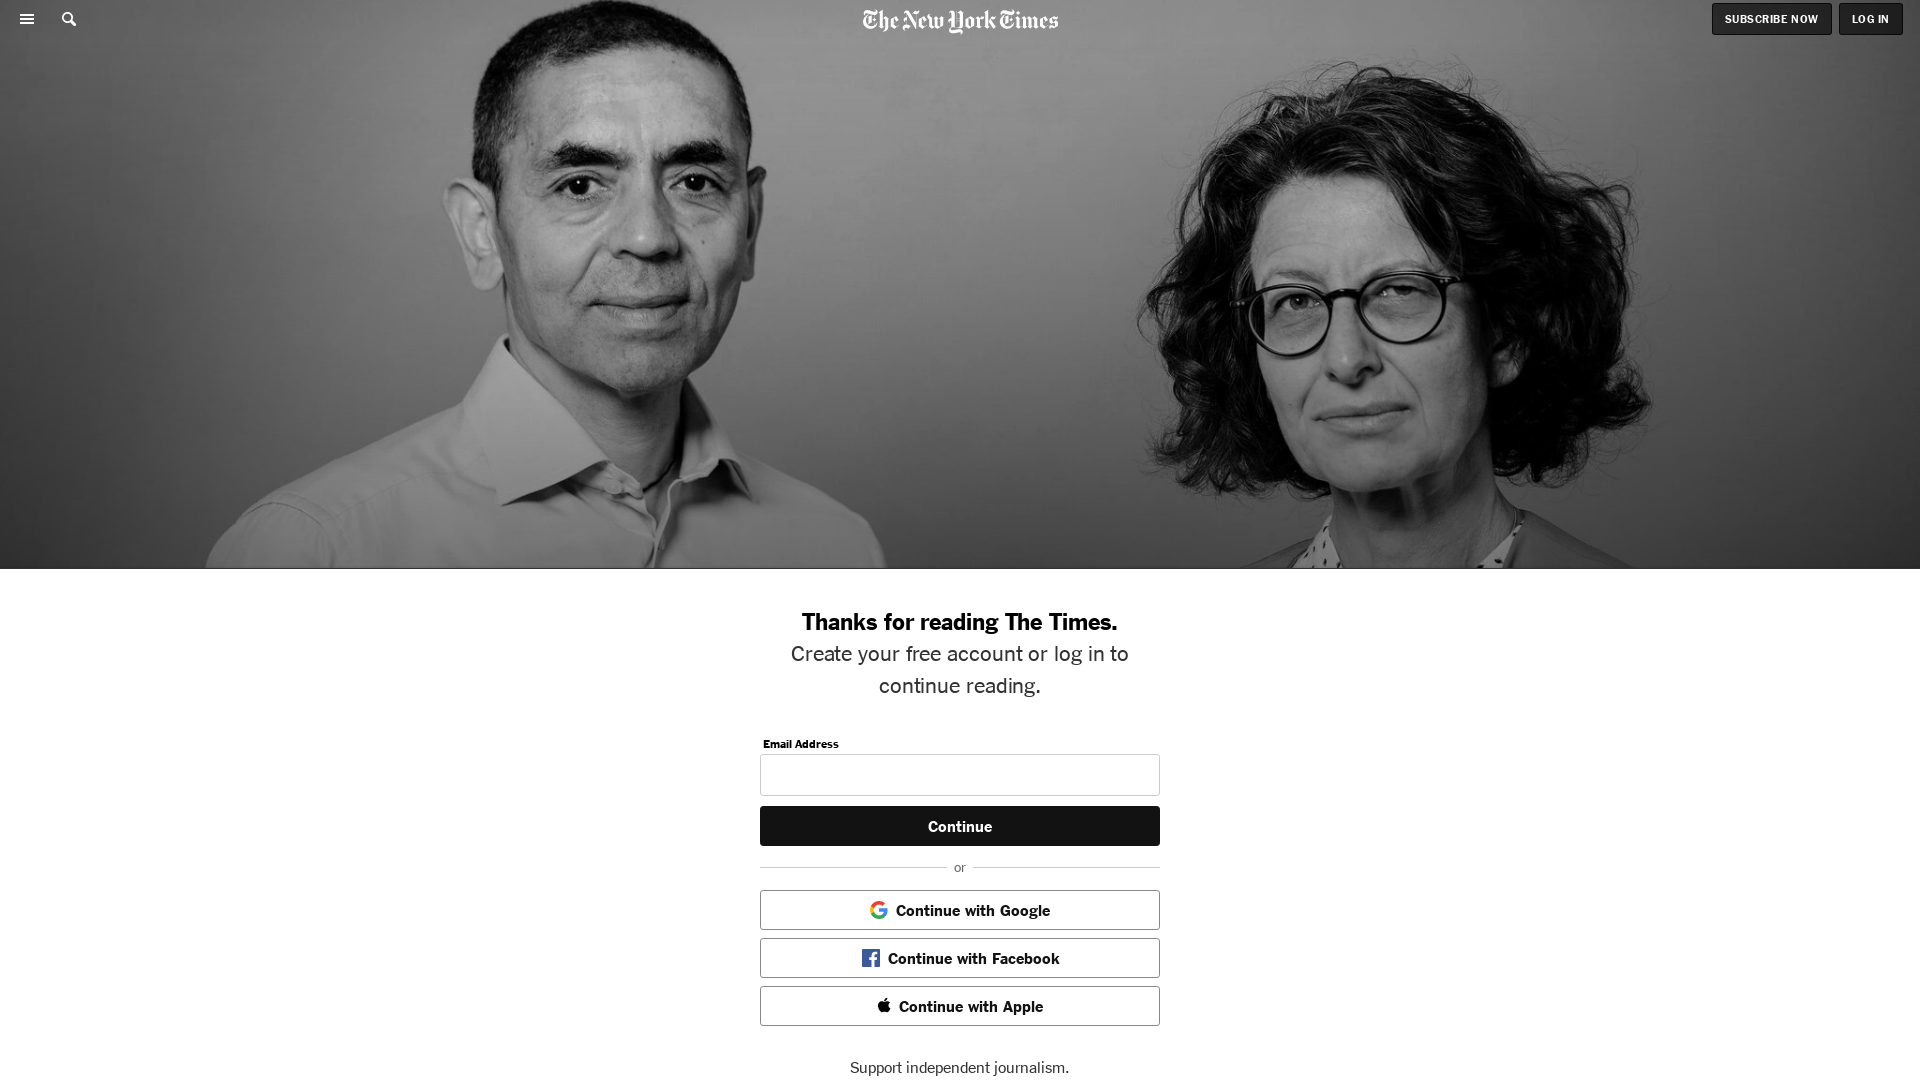 The New York Times
SUBSCRIBE NOW
LOG IN
Thanks for reading The Times.
Create your free account or log in to
continue reading.
Email Address
Continue
or
Continue with Google
Continue with Facebook
Continue with Apple
Support independent journalism.